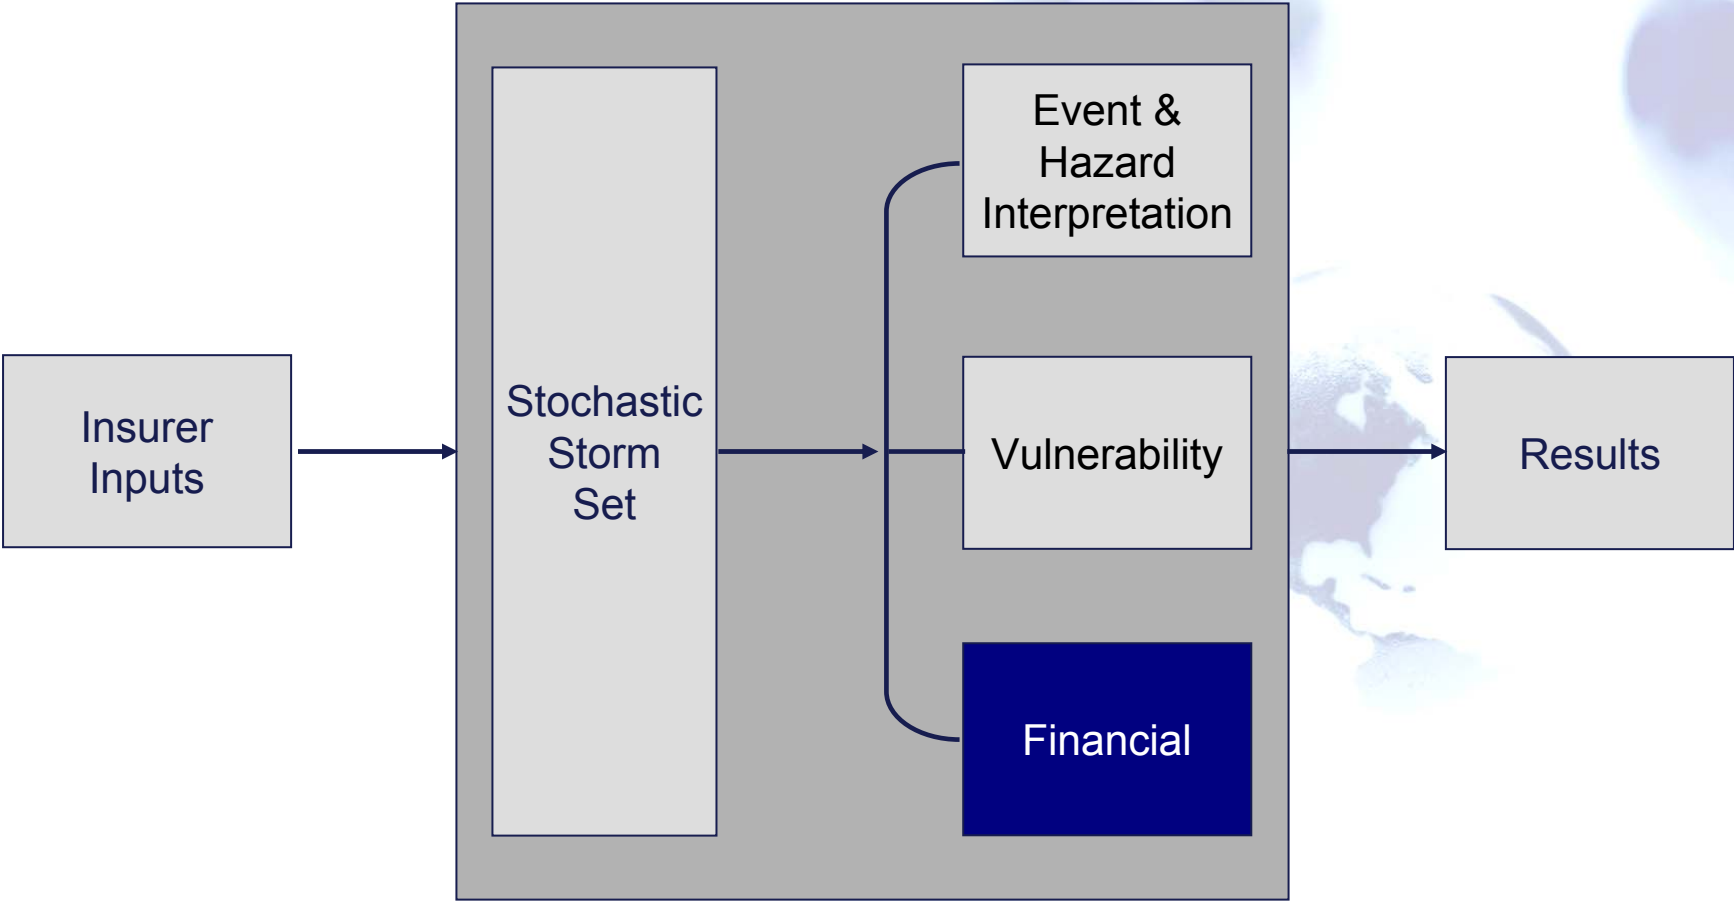 Insurer
Inputs
Stochastic
Storm
Set
Event &
Hazard
Interpretation
Vulnerability
Financial
Results